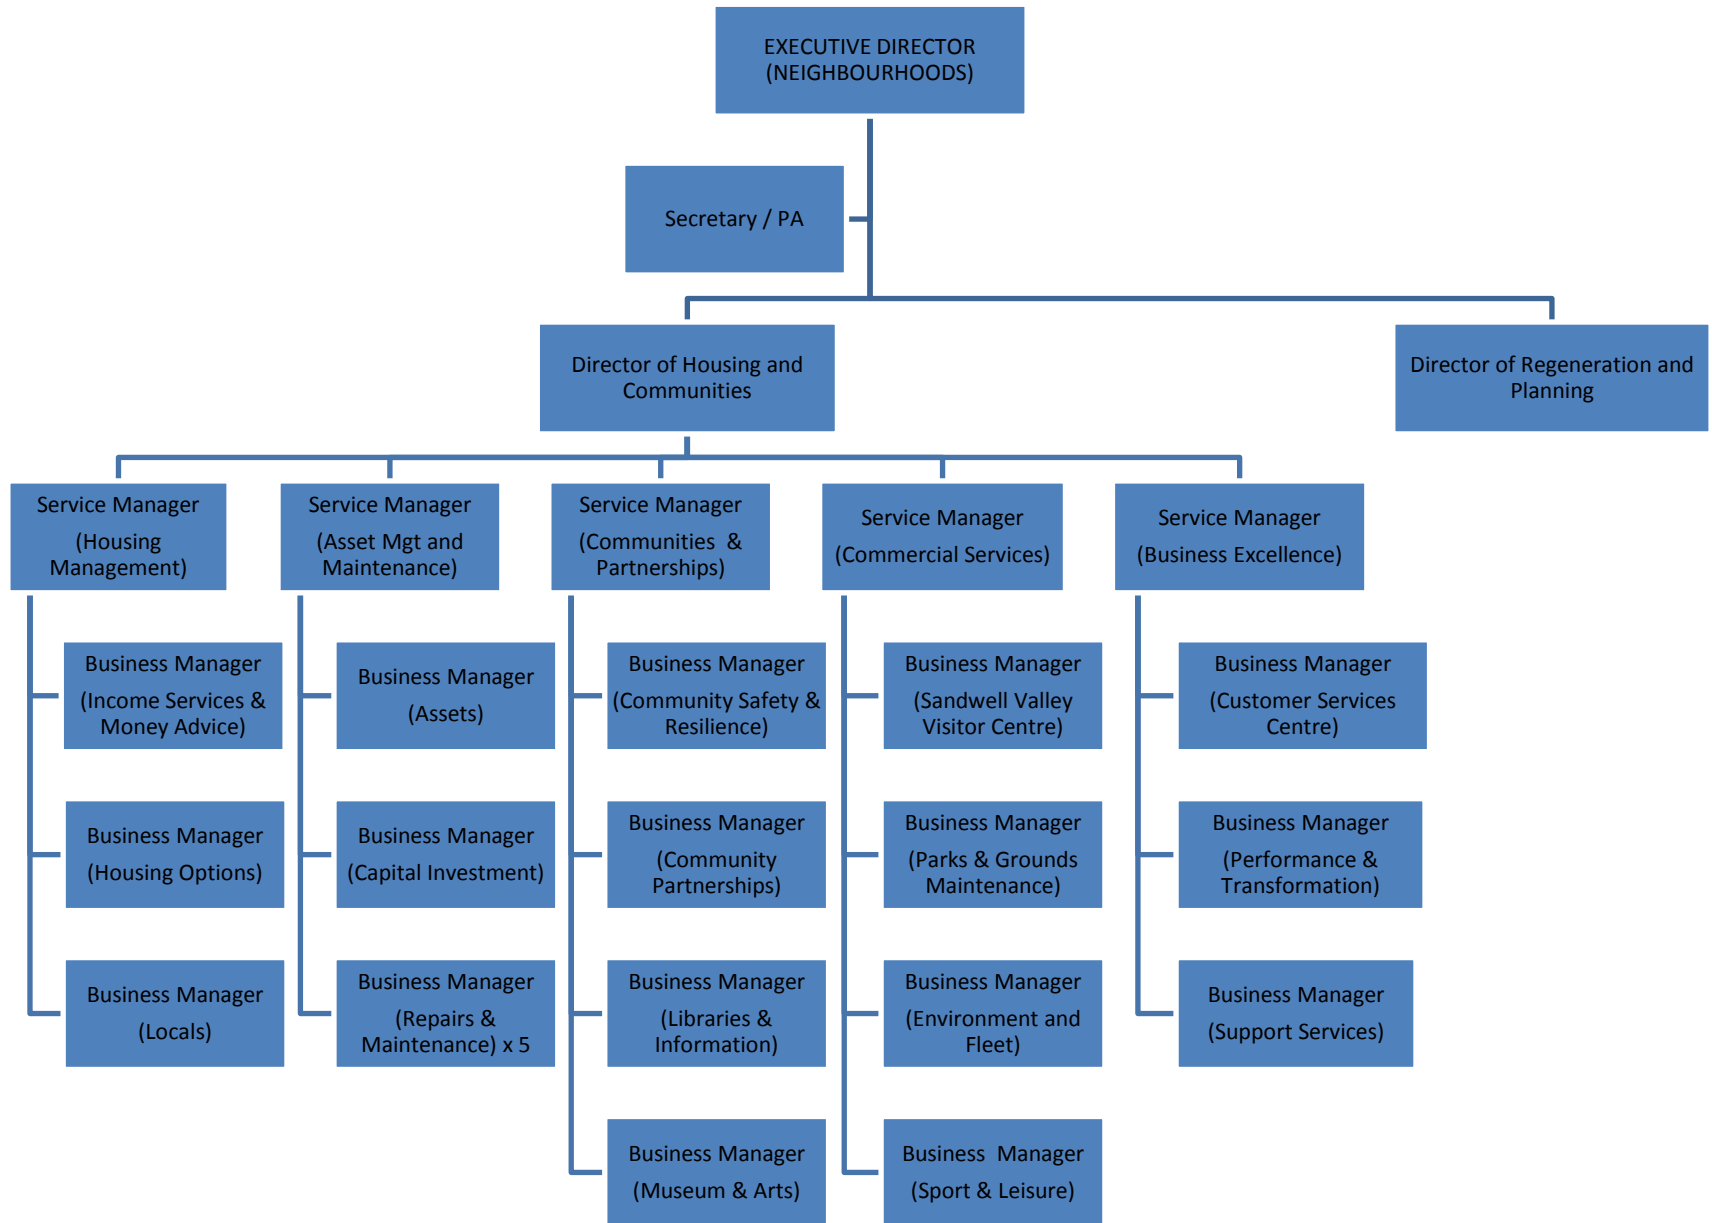 EXECUTIVE DIRECTOR
(NEIGHBOURHOODS)
Secretary / PA
Director of Housing and
Communities
Director of Regeneration and
Planning
Service Manager
(Housing
Management)
Service Manager
(Asset Mgt and
Maintenance)
Service Manager
(Communities & 
Partnerships)
Service Manager
(Commercial Services)
Service Manager
(Business Excellence)
Business Manager
(Income Services &
Money Advice)
Business Manager
(Assets)
Business Manager
(Community Safety &
Resilience)
Business Manager
(Sandwell Valley
Visitor Centre)
Business Manager
(Customer Services
Centre)
Business Manager
(Housing Options)
Business Manager
(Capital Investment)
Business Manager
(Community
Partnerships)
Business Manager
(Parks & Grounds
Maintenance)
Business Manager
(Performance &
Transformation)
Business Manager
(Locals)
Business Manager
(Repairs &
Maintenance) x 5
Business Manager
(Libraries &
Information)
Business Manager
(Environment and
Fleet)
Business Manager
(Support Services)
Business Manager
(Museum & Arts)
Business Manager
(Sport & Leisure)